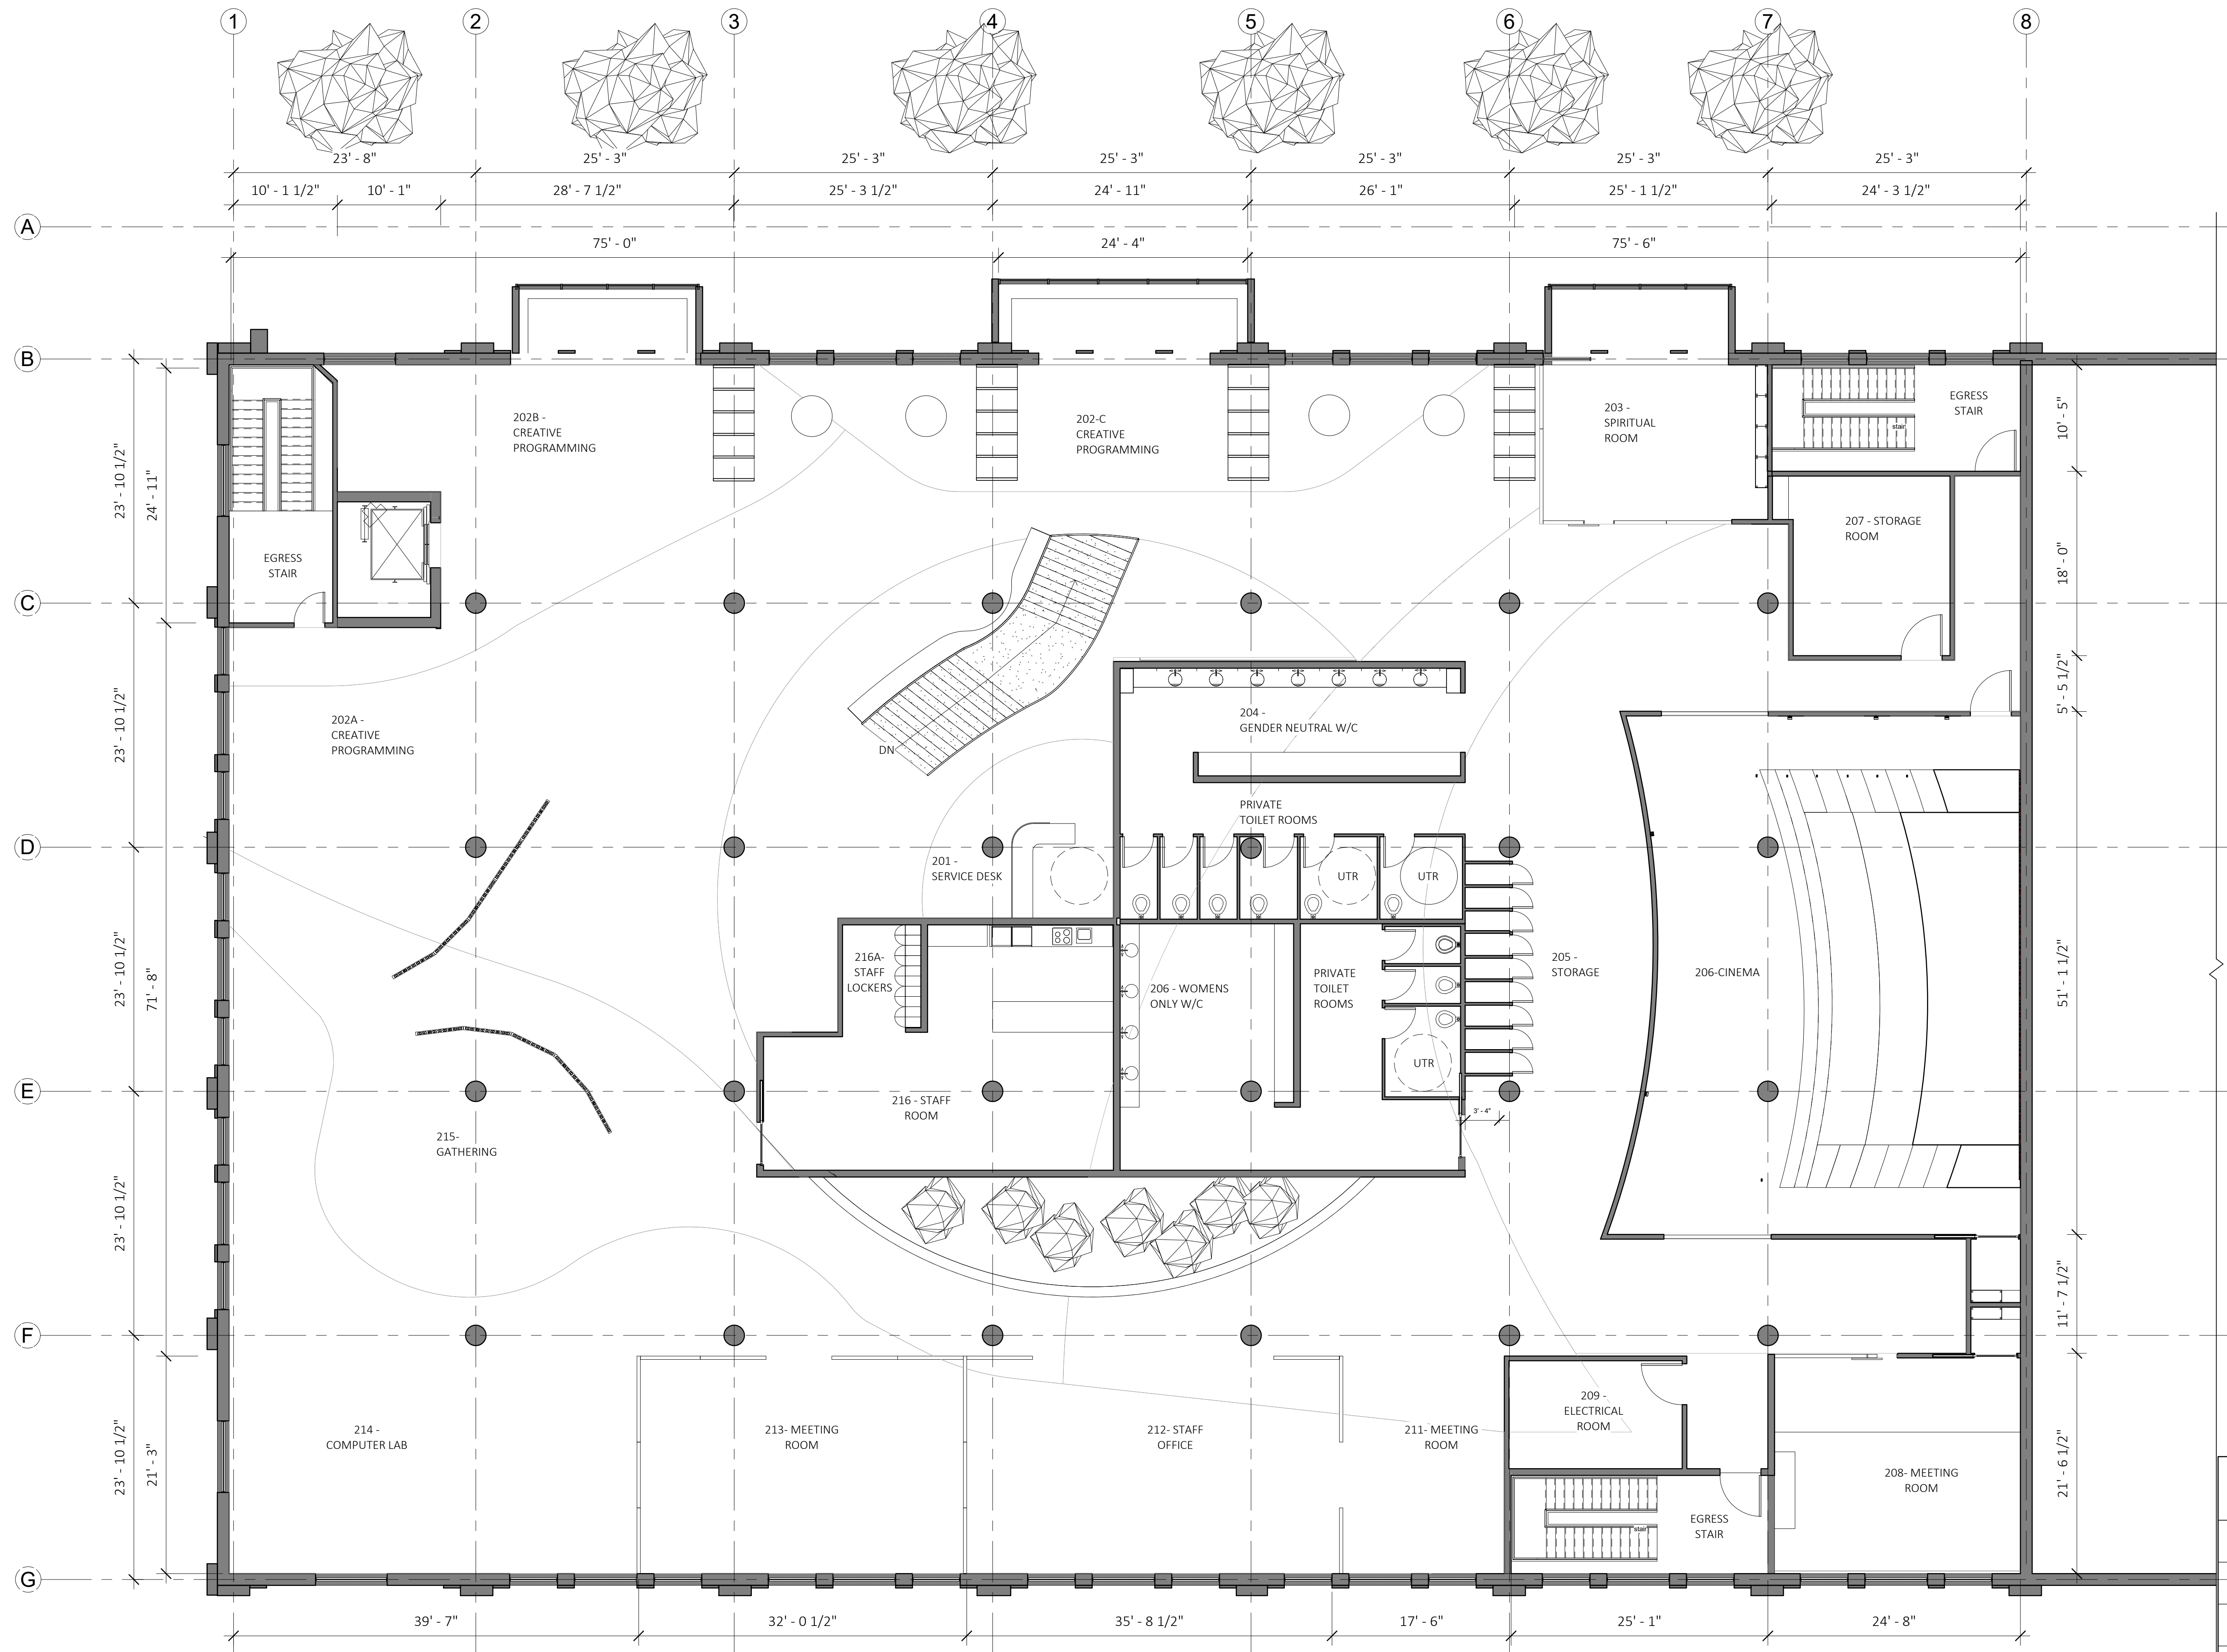 1
2
3
4
5
6
7
8
23' - 8"
25' - 3"
25' - 3"
25' - 3"
25' - 3"
25' - 3"
25' - 3"
10' - 1 1/2"
10' - 1"
28' - 7 1/2"
25' - 3 1/2"
24' - 11"
26' - 1"
25' - 1 1/2"
24' - 3 1/2"
A
75' - 0"
24' - 4"
75' - 6"
B
202B -
CREATIVE
PROGRAMMING
202-C
CREATIVE
PROGRAMMING
203 -
SPIRITUAL
ROOM
EGRESS
STAIR
stair
10' - 5"
23' - 10 1/2"
24' - 11"
207 - STORAGE
ROOM
EGRESS
STAIR
18' - 0"
C
202A -
CREATIVE
PROGRAMMING
DN
204 -
GENDER NEUTRAL W/C
5' - 5 1/2"
23' - 10 1/2"
PRIVATE
TOILET ROOMS
D
201 -
SERVICE DESK
UTR
UTR
23' - 10 1/2"
71' - 8"
216A-
STAFF
LOCKERS
206 - WOMENS
ONLY W/C
PRIVATE
TOILET
ROOMS
205 -
STORAGE
206-CINEMA
51' - 1 1/2"
UTR
E
216 - STAFF
ROOM
3' - 4"
215-
GATHERING
23' - 10 1/2"
11' - 7 1/2"
F
214 -
COMPUTER LAB
213- MEETING
ROOM
212- STAFF
OFFICE
211- MEETING
ROOM
209 -
ELECTRICAL
ROOM
208- MEETING
ROOM
23' - 10 1/2"
21' - 3"
21' - 6 1/2"
EGRESS
STAIR
stair
G
39' - 7"
32' - 0 1/2"
35' - 8 1/2"
17' - 6"
25' - 1"
24' - 8"